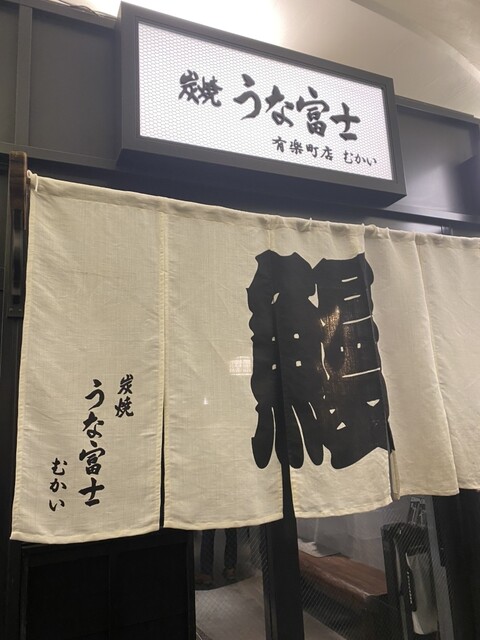 炭焼 うな富士
有楽町店 むかい
鰻
炭焼
うな富士
むかい